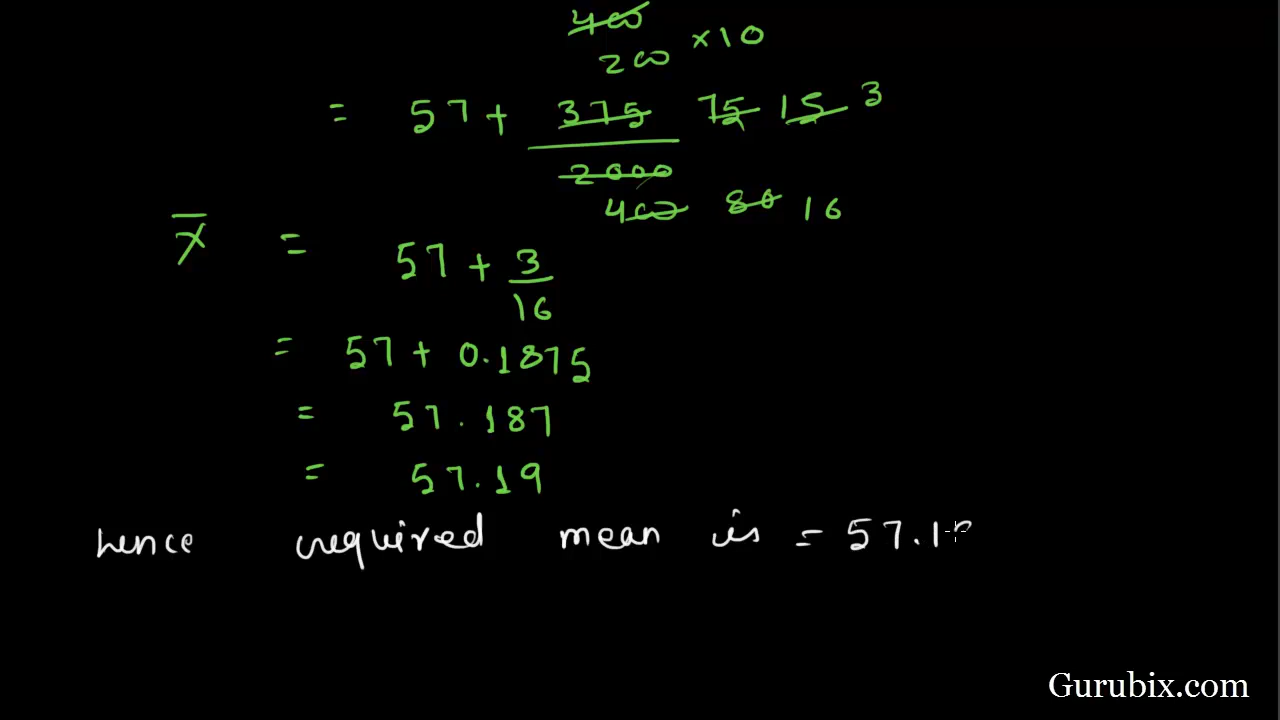 400
200 × 10
= 57 + 375 75 15 3
2000
400 80 16
x̄ = 57 + 3/16
= 57 + 0.1875
= 57.187
= 57.19
hence required mean is = 57.1
Gurubix.com